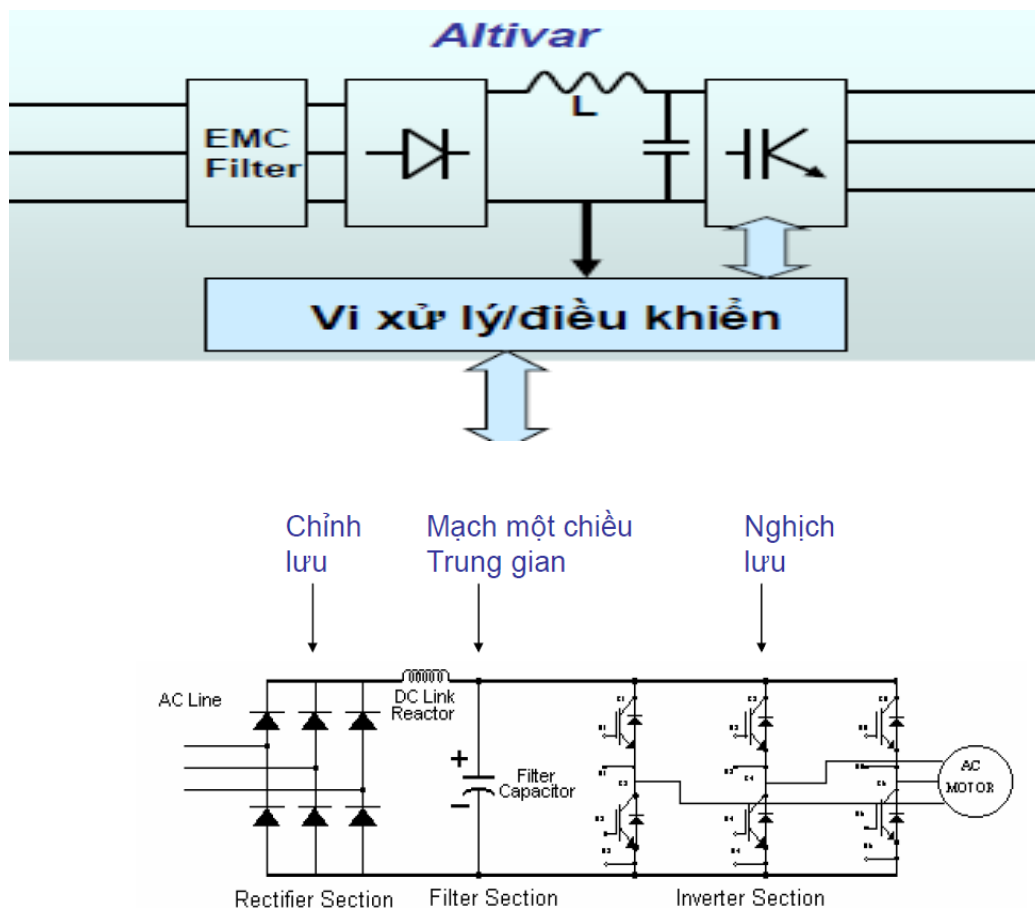 Altivar
EMC
Filter
L
Vi xử lý/điều khiển
Chỉnh
lưu
Mạch một chiều
Trung gian
Nghịch
lưu
AC Line
DC Link
Reactor
Filter
Capacitor
+
−
AC
MOTOR
Rectifier Section
Filter Section
Inverter Section